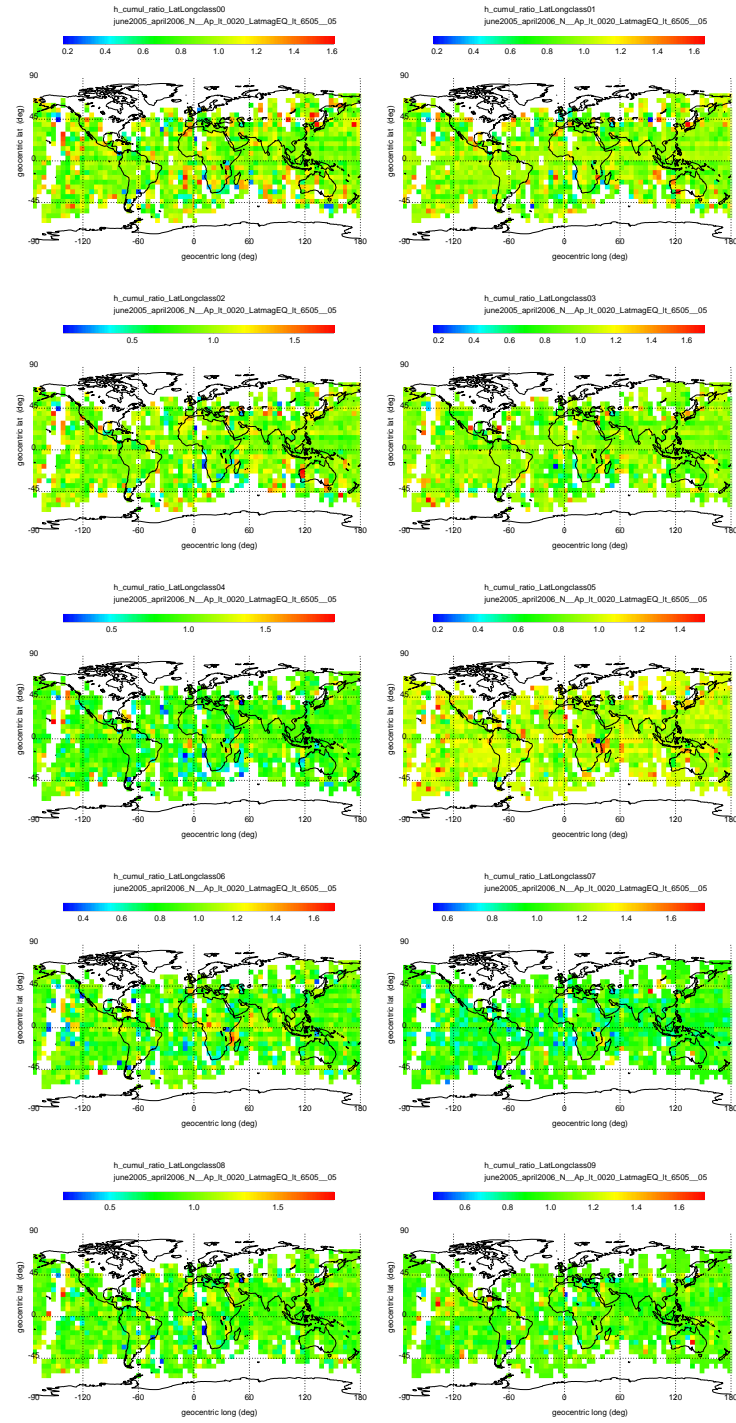 h_cumul_ratio_LatLongclass00
june2005_april2006_N__Ap_lt_0020_LatmagEQ_lt_6505__05
0.2 0.4 0.6 0.8 1.0 1.2 1.4 1.6
90
45
0
-45
-90
geocentric lat (deg)
-120 -60 0 60 120 180
geocentric long (deg)
h_cumul_ratio_LatLongclass01
june2005_april2006_N__Ap_lt_0020_LatmagEQ_lt_6505__05
0.2 0.4 0.6 0.8 1.0 1.2 1.4 1.6
90
45
0
-45
-90
geocentric lat (deg)
-120 -60 0 60 120 180
geocentric long (deg)
h_cumul_ratio_LatLongclass02
june2005_april2006_N__Ap_lt_0020_LatmagEQ_lt_6505__05
0.5 1.0 1.5
90
45
0
-45
-90
geocentric lat (deg)
-120 -60 0 60 120 180
geocentric long (deg)
h_cumul_ratio_LatLongclass03
june2005_april2006_N__Ap_lt_0020_LatmagEQ_lt_6505__05
0.2 0.4 0.6 0.8 1.0 1.2 1.4 1.6
90
45
0
-45
-90
geocentric lat (deg)
-120 -60 0 60 120 180
geocentric long (deg)
h_cumul_ratio_LatLongclass04
june2005_april2006_N__Ap_lt_0020_LatmagEQ_lt_6505__05
0.5 1.0 1.5
90
45
0
-45
-90
geocentric lat (deg)
-120 -60 0 60 120 180
geocentric long (deg)
h_cumul_ratio_LatLongclass05
june2005_april2006_N__Ap_lt_0020_LatmagEQ_lt_6505__05
0.2 0.4 0.6 0.8 1.0 1.2 1.4
90
45
0
-45
-90
geocentric lat (deg)
-120 -60 0 60 120 180
geocentric long (deg)
h_cumul_ratio_LatLongclass06
june2005_april2006_N__Ap_lt_0020_LatmagEQ_lt_6505__05
0.4 0.6 0.8 1.0 1.2 1.4 1.6
90
45
0
-45
-90
geocentric lat (deg)
-120 -60 0 60 120 180
geocentric long (deg)
h_cumul_ratio_LatLongclass07
june2005_april2006_N__Ap_lt_0020_LatmagEQ_lt_6505__05
0.6 0.8 1.0 1.2 1.4 1.6
90
45
0
-45
-90
geocentric lat (deg)
-120 -60 0 60 120 180
geocentric long (deg)
h_cumul_ratio_LatLongclass08
june2005_april2006_N__Ap_lt_0020_LatmagEQ_lt_6505__05
0.5 1.0 1.5
90
45
0
-45
-90
geocentric lat (deg)
-120 -60 0 60 120 180
geocentric long (deg)
h_cumul_ratio_LatLongclass09
june2005_april2006_N__Ap_lt_0020_LatmagEQ_lt_6505__05
0.6 0.8 1.0 1.2 1.4 1.6
90
45
0
-45
-90
geocentric lat (deg)
-120 -60 0 60 120 180
geocentric long (deg)